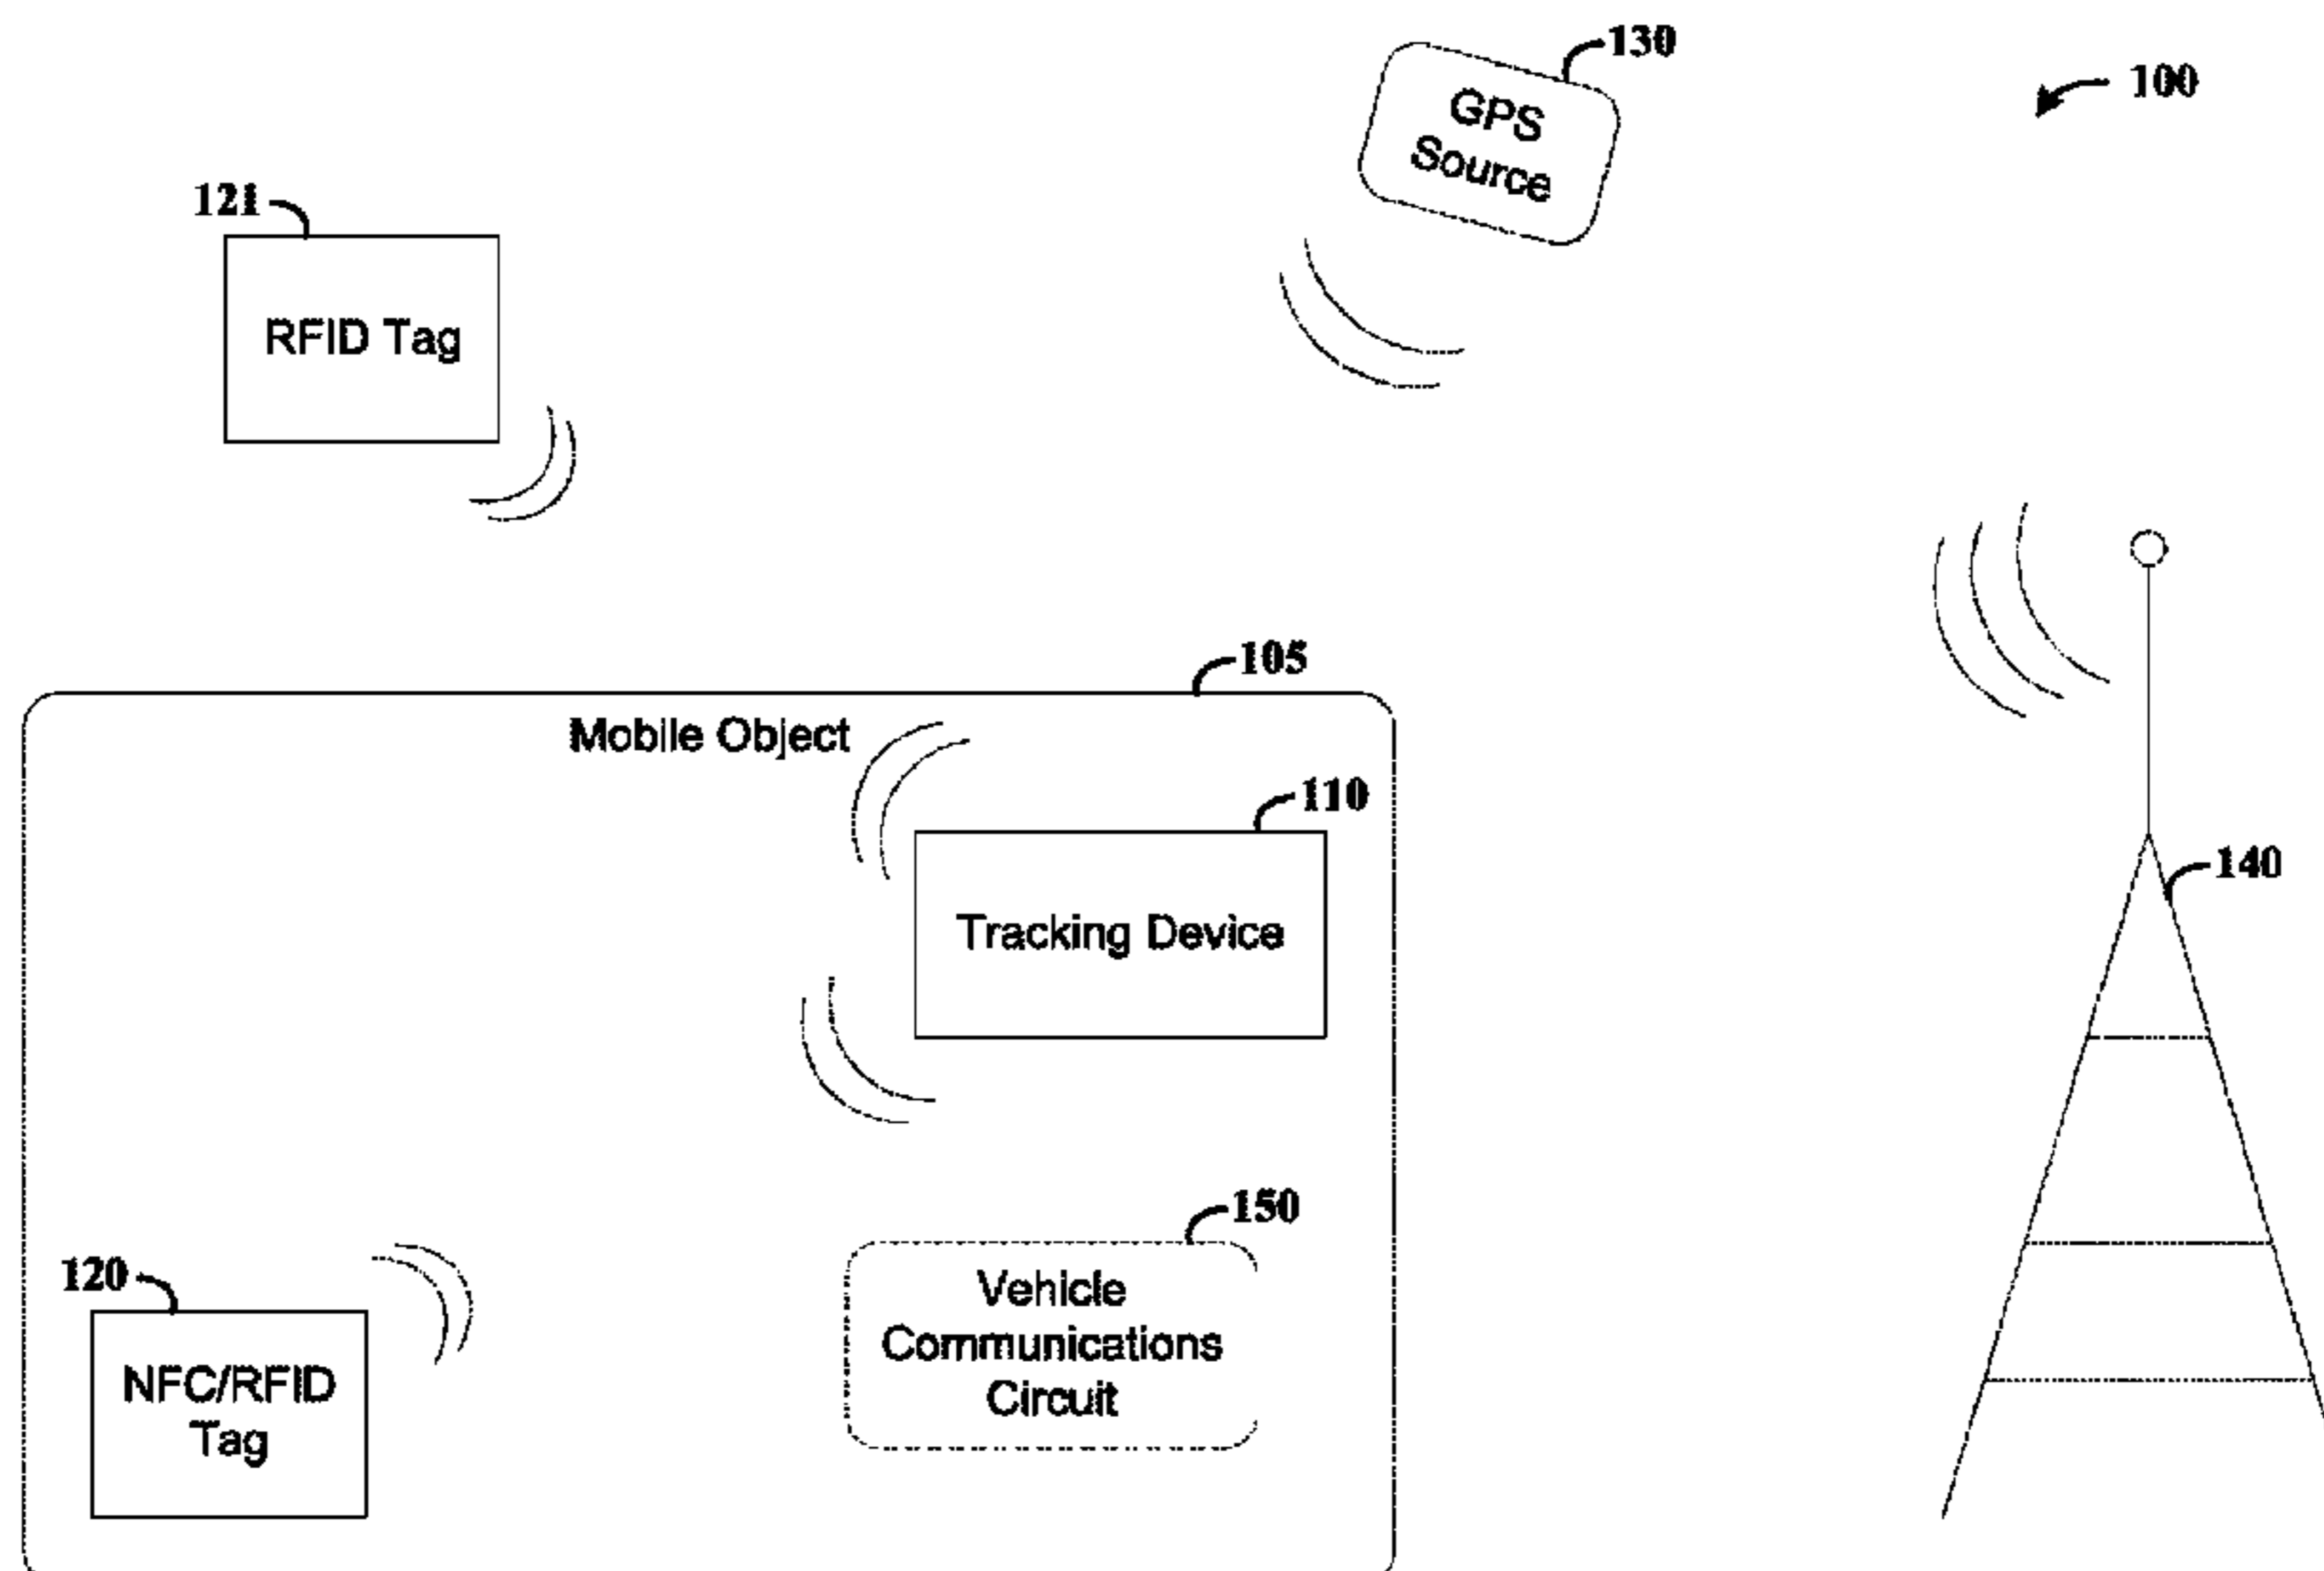 130
GPS
Source
100
121
RFID Tag
105
Mobile Object
110
Tracking Device
140
150
Vehicle
Communications
Circuit
120
NFC/RFID
Tag